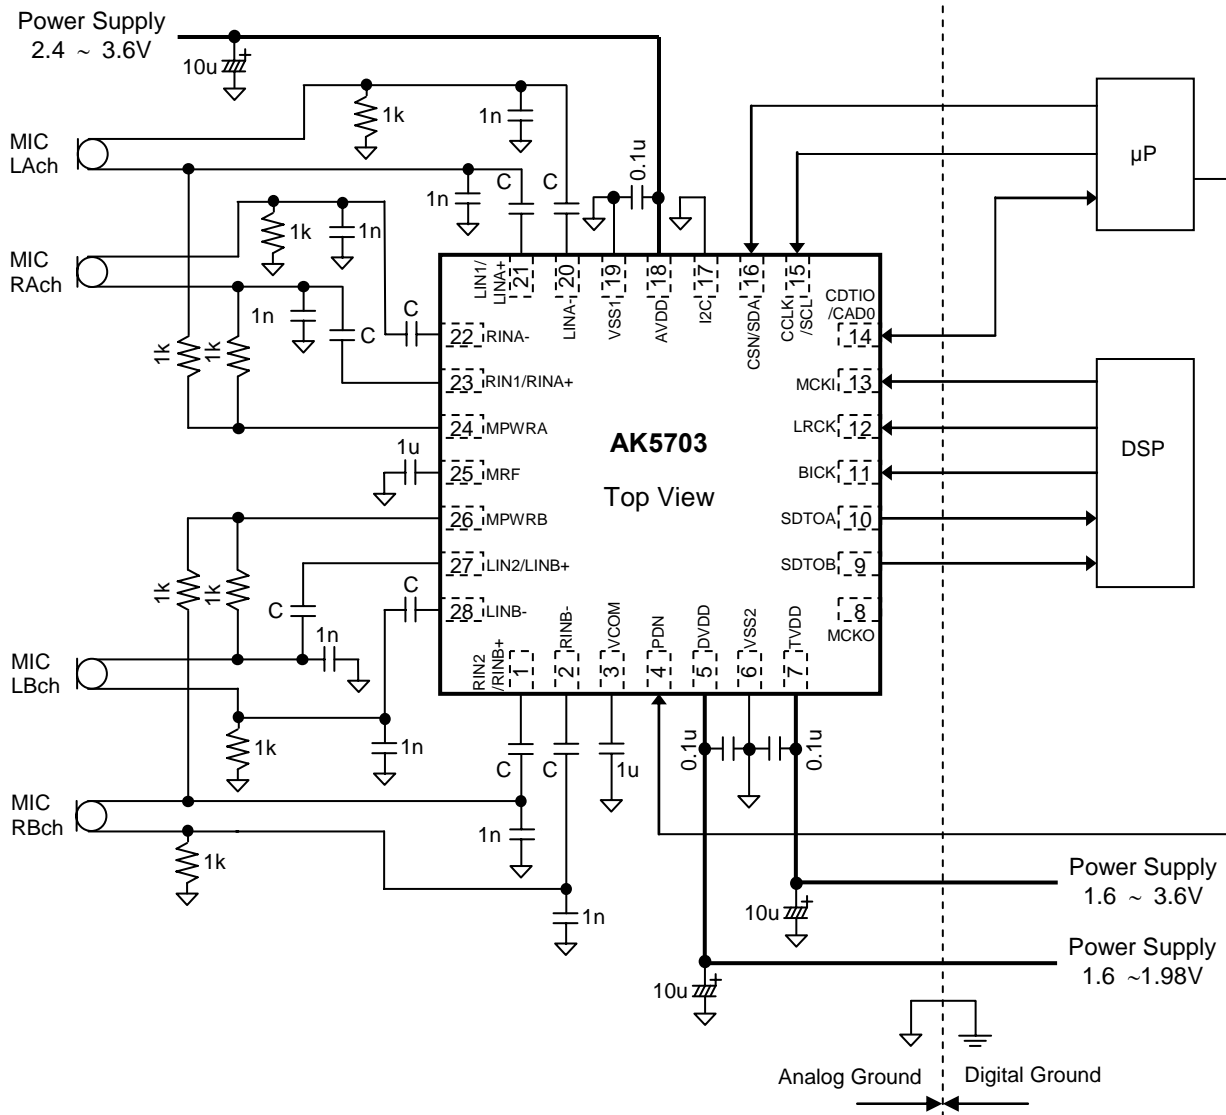 Power Supply
2.4 ~ 3.6V
10u
+
1k
1n
MIC
LAch
1n
C
C
0.1u
µP
MIC
RAch
1k
1n
1n
C
C
1k
1k
LIN1/
LINA+
21
20
LINA-
19
VSS1
18
AVDD
17
I2C
16
CSN/SDA
15
CCLK
/SCL
CDTIO
/CAD0
14
22
RINA-
23
RIN1/RINA+
MCKI
13
24
MPWRA
LRCK
12
AK5703
Top View
DSP
1u
25
MRF
BICK
11
26
MPWRB
SDTOA
10
27
LIN2/LINB+
SDTOB
9
28
LINB-
8
MCKO
1k
1k
C
C
1n
MIC
LBch
1k
1n
RIN2
/RINB+
1
RINB-
2
VCOM
3
PDN
4
DVDD
5
VSS2
6
TVDD
7
C
C
1u
0.1u
0.1u
MIC
RBch
1k
1n
1n
Power Supply
1.6 ~ 3.6V
10u
+
Power Supply
1.6 ~1.98V
10u
+
Analog Ground
Digital Ground